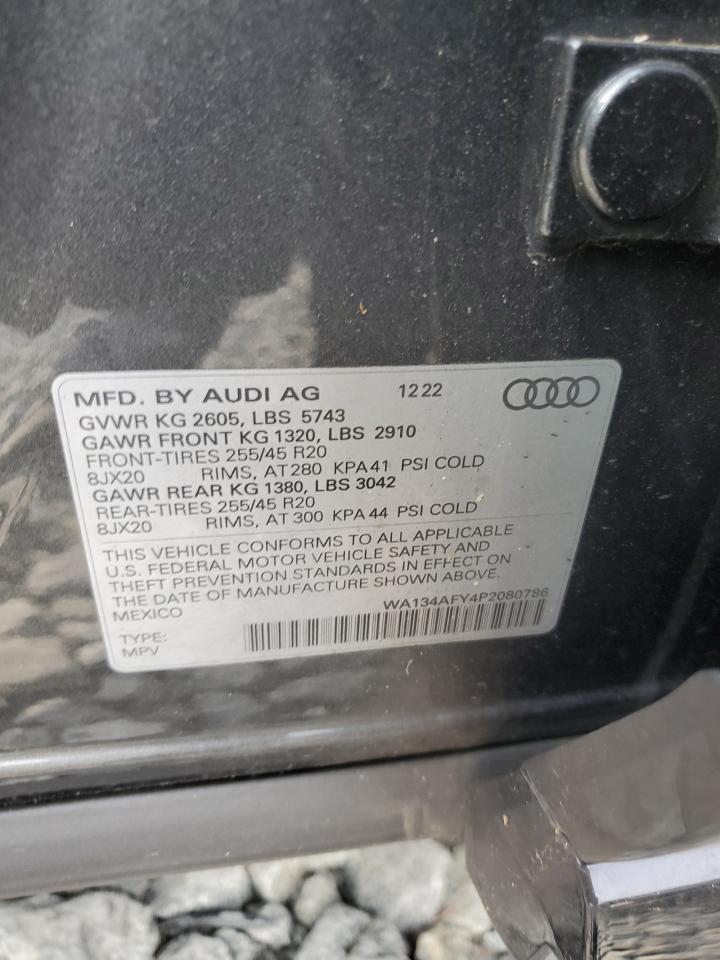 MFD. BY AUDI AG 12 22
GVWR KG 2605, LBS 5743
GAWR FRONT KG 1320, LBS 2910
FRONT-TIRES 255/45 R20
8JX20 RIMS, AT 280 KPA 41 PSI COLD
GAWR REAR KG 1380, LBS 3042
REAR-TIRES 255/45 R20
8JX20 RIMS, AT 300 KPA 44 PSI COLD
THIS VEHICLE CONFORMS TO ALL APPLICABLE
U.S. FEDERAL MOTOR VEHICLE SAFETY AND
THEFT PREVENTION STANDARDS IN EFFECT ON
THE DATE OF MANUFACTURE SHOWN ABOVE.
MEXICO WA134AFY4P2080786
TYPE:
MPV